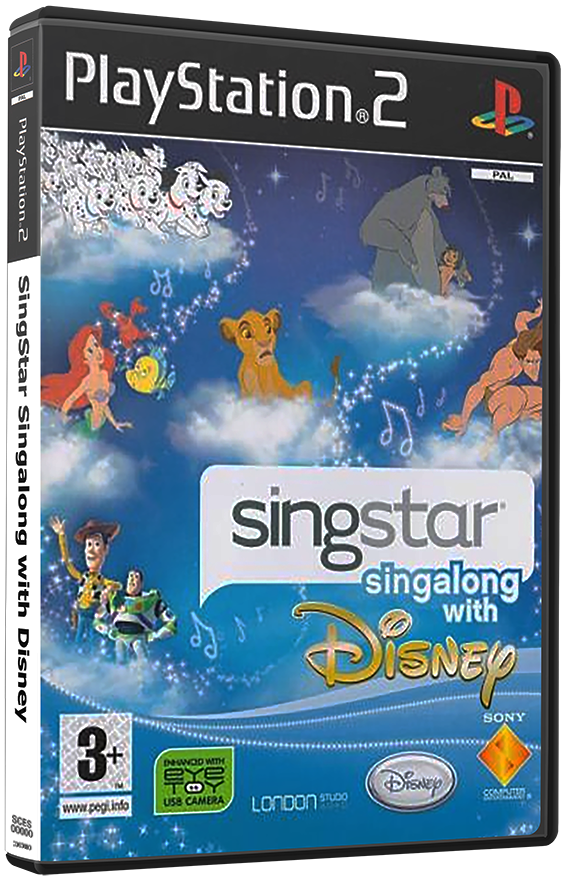 PlayStation®2
PAL
PAL
PlayStation®2
SingStar Singalong with Disney
SCES
00000
singstar
singalong
with
Disney
3+
™
www.pegi.info
ENHANCED WITH
EYE
TOY
USB CAMERA
LONDON STUDIO
Disney
SONY
COMPUTER
ENTERTAINMENT®